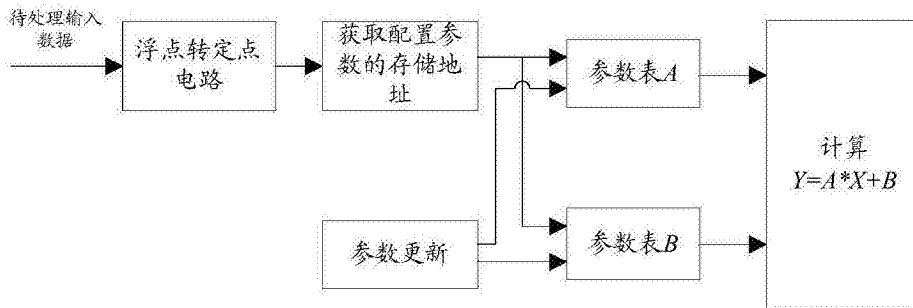 待处理输入
数据
浮点转定点
电路
获取配置参
数的存储地
址
参数表A
计算
Y=A*X+B
参数更新
参数表B